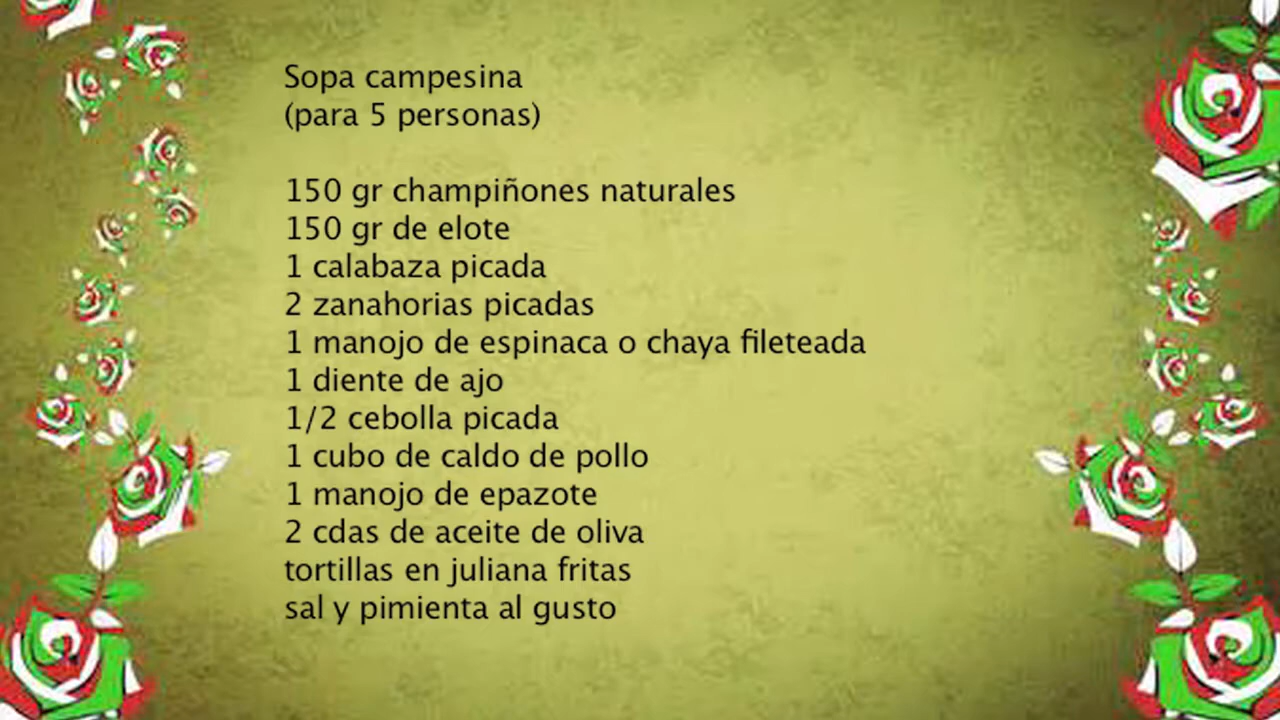 Sopa campesina
(para 5 personas)
150 gr champiñones naturales
150 gr de elote
1 calabaza picada
2 zanahorias picadas
1 manojo de espinaca o chaya fileteada
1 diente de ajo
1/2 cebolla picada
1 cubo de caldo de pollo
1 manojo de epazote
2 cdas de aceite de oliva
tortillas en juliana fritas
sal y pimienta al gusto